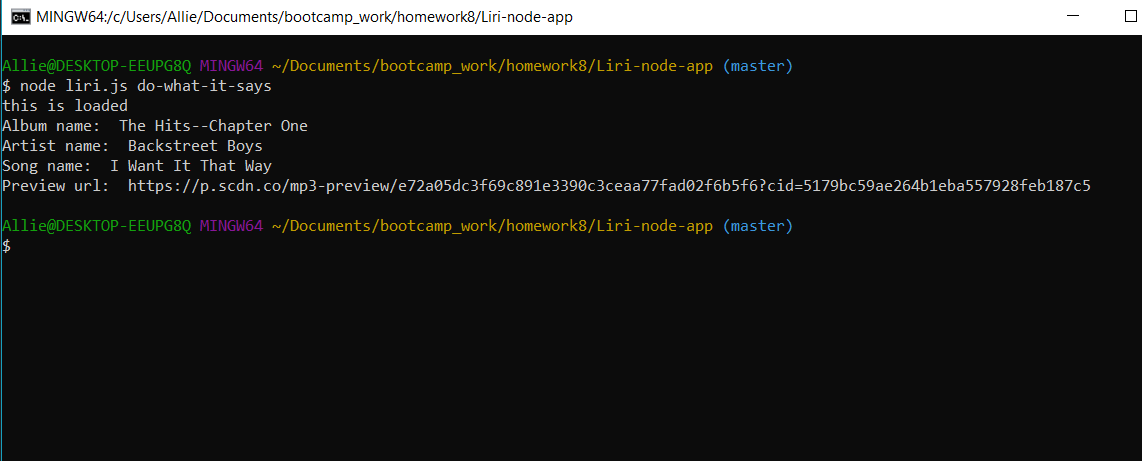 MINGW64:/c/Users/Allie/Documents/bootcamp_work/homework8/Liri-node-app
Allie@DESKTOP-EEUPG8Q MINGW64 ~/Documents/bootcamp_work/homework8/Liri-node-app (master)
$ node liri.js do-what-it-says
this is loaded
Album name:  The Hits--Chapter One
Artist name:  Backstreet Boys
Song name:  I Want It That Way
Preview url:  https://p.scdn.co/mp3-preview/e72a05dc3f69c891e3390c3ceaa77fad02f6b5f6?cid=5179bc59ae264b1eba557928feb187c5
Allie@DESKTOP-EEUPG8Q MINGW64 ~/Documents/bootcamp_work/homework8/Liri-node-app (master)
$